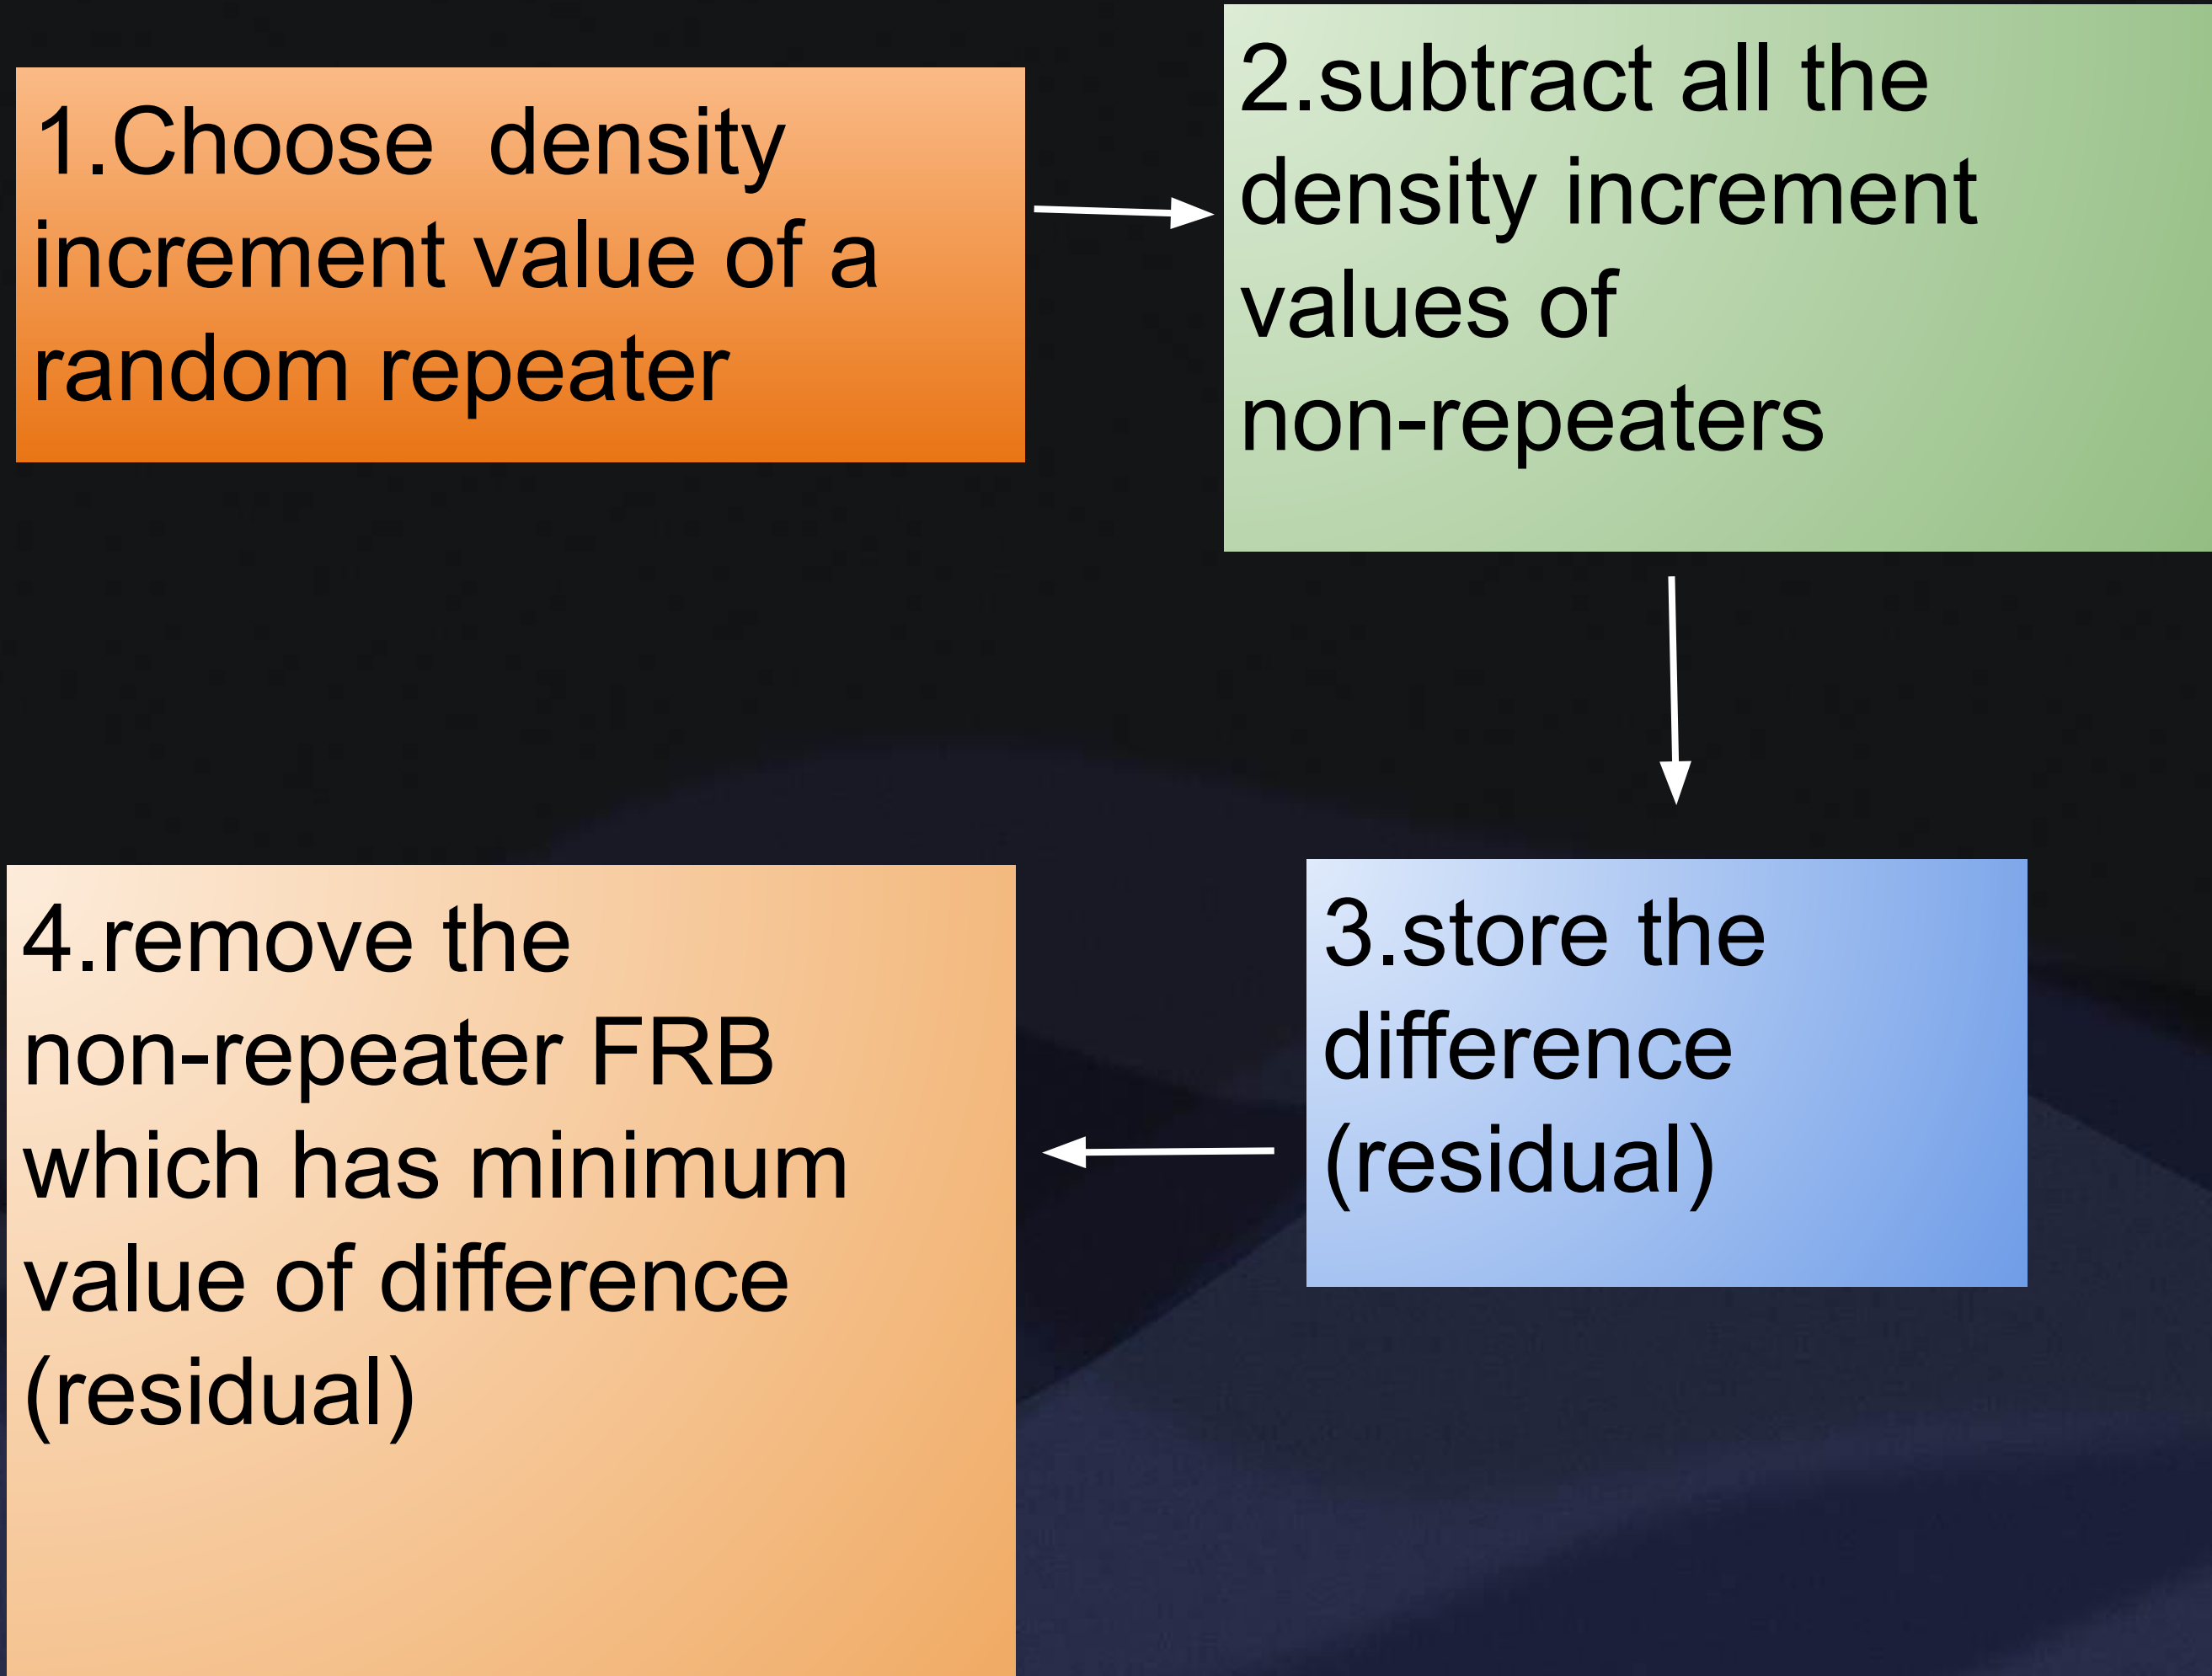 1.Choose  density
increment value of a
random repeater
2.subtract all the
density increment
values of
non-repeaters
3.store the
difference
(residual)
4.remove the
non-repeater FRB
which has minimum
value of difference
(residual)